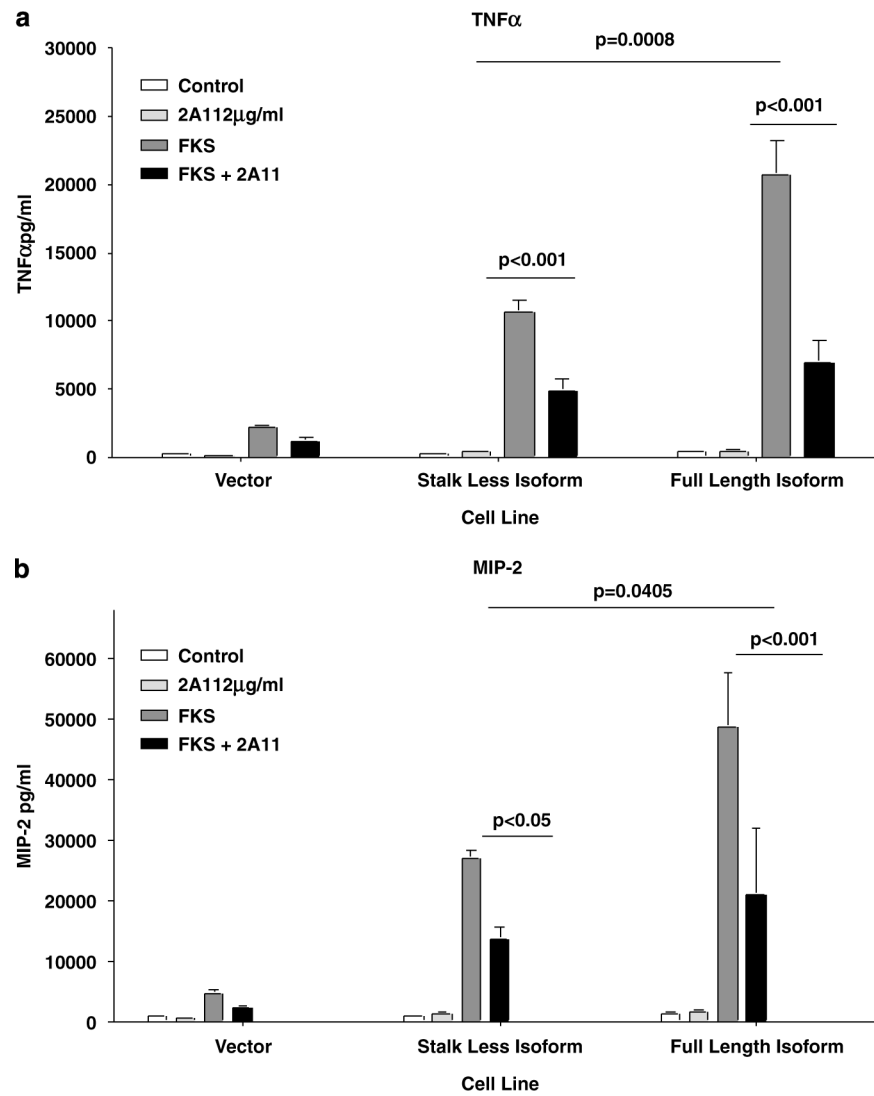 a
TNFα
p=0.0008
30000
Control
2A112μg/ml
FKS
FKS + 2A11
p<0.001
25000
20000
15000
p<0.001
10000
5000
0
TNFαpg/ml
Vector
Stalk Less Isoform
Full Length Isoform
Cell Line
b
MIP-2
p=0.0405
Control
2A112μg/ml
FKS
FKS + 2A11
p<0.001
60000
50000
40000
30000
p<0.05
20000
10000
0
MIP-2 pg/ml
Vector
Stalk Less Isoform
Full Length Isoform
Cell Line